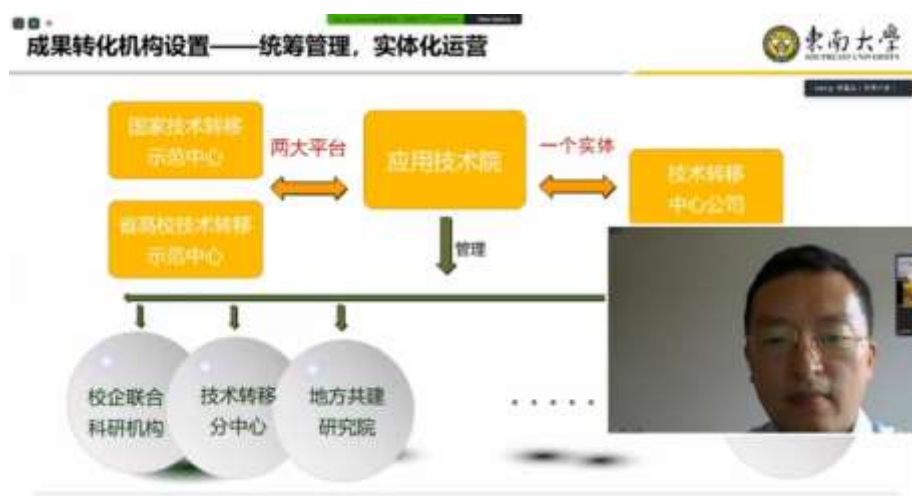 成果转化机构设置——统筹管理，实体化运营
东南大学
SOUTHEAST UNIVERSITY
国家技术转移
示范中心
两大平台
应用技术院
一个实体
技术转移
中心公司
省高校技术转移
示范中心
管理
校企联合
科研机构
技术转移
分中心
地方共建
研究院
. . . . .